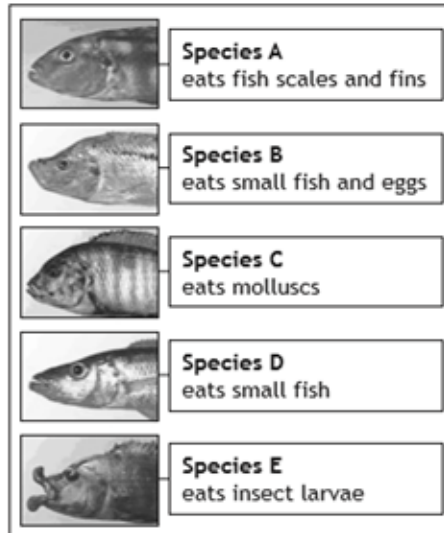 Species A
eats fish scales and fins
Species B
eats small fish and eggs
Species C
eats molluscs
Species D
eats small fish
Species E
eats insect larvae